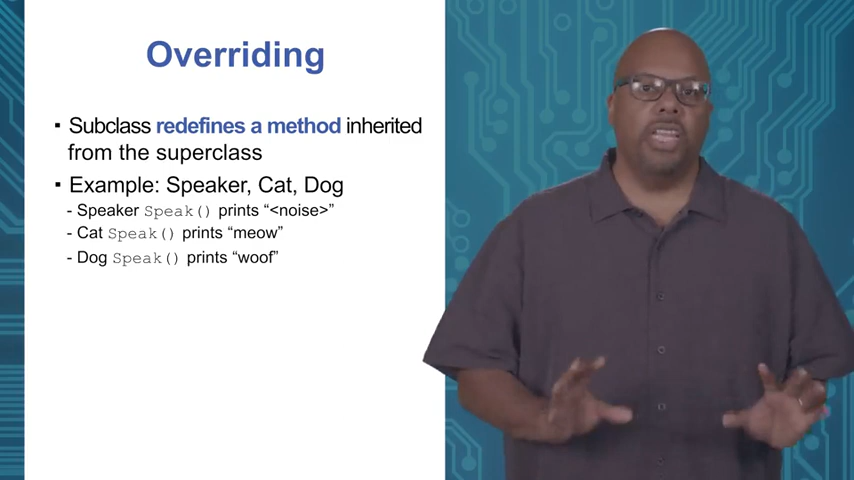 Overriding
▪ Subclass redefines a method inherited
from the superclass
▪ Example: Speaker, Cat, Dog
- Speaker Speak() prints “<noise>”
- Cat Speak() prints “meow”
- Dog Speak() prints “woof”